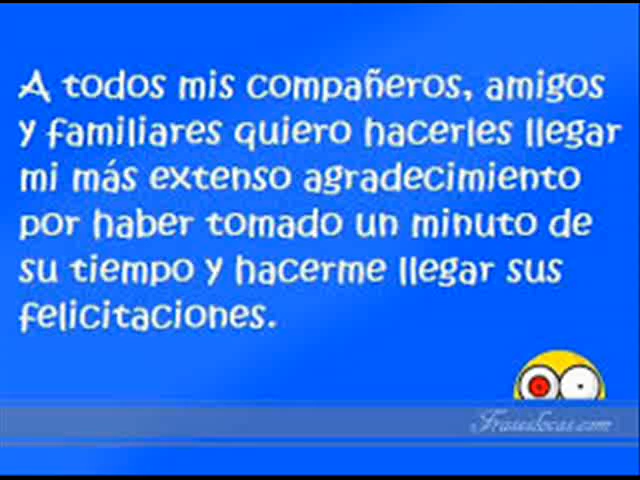 A todos mis compañeros, amigos
y familiares quiero hacerles llegar
mi más extenso agradecimiento
por haber tomado un minuto de
su tiempo y hacerme llegar sus
felicitaciones.
Fraseslocas.com